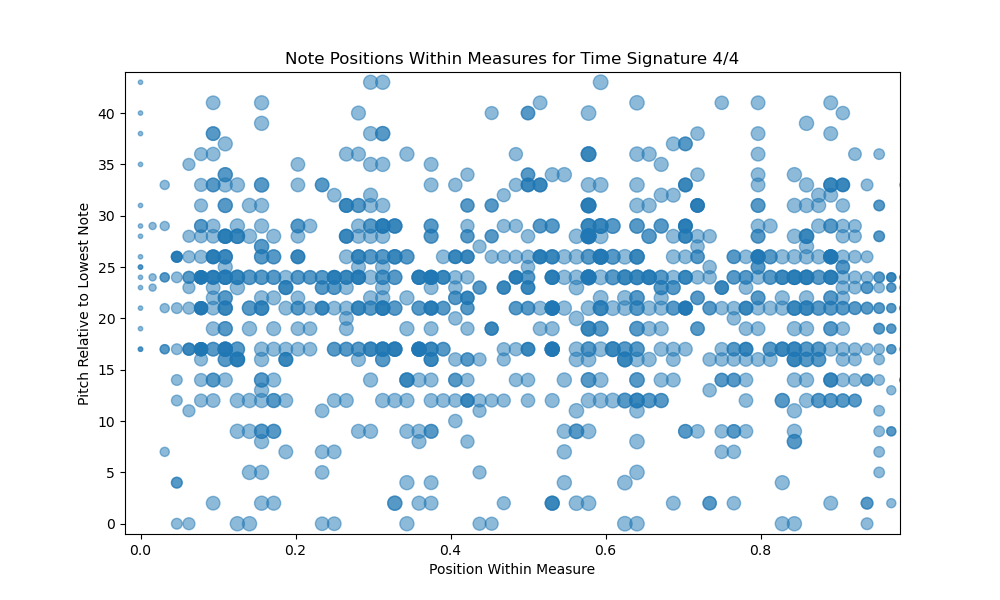 Note Positions Within Measures for Time Signature 4/4
Pitch Relative to Lowest Note
40
35
30
25
20
15
10
5
0
0.0 0.2 0.4 0.6 0.8
Position Within Measure